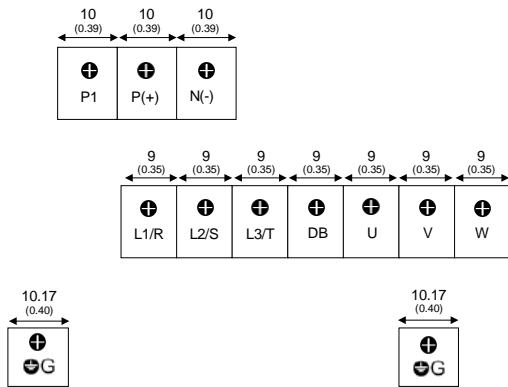 10 10 10
(0.39) (0.39) (0.39)
P1 P(+) N(-)
9 9 9 9 9 9 9
(0.35) (0.35) (0.35) (0.35) (0.35) (0.35) (0.35)
L1/R L2/S L3/T DB U V W
10.17 10.17
(0.40) (0.40)
G G